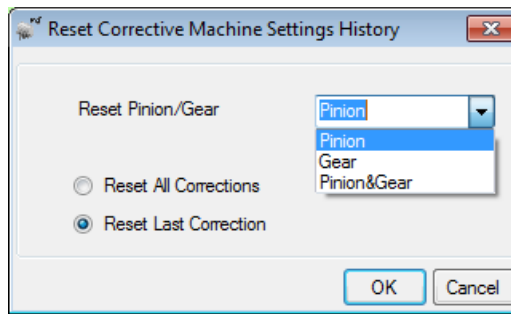 Reset Corrective Machine Settings History
Reset Pinion/Gear
Pinion
Pinion
Gear
Pinion&Gear
Reset All Corrections
Reset Last Correction
OK
Cancel